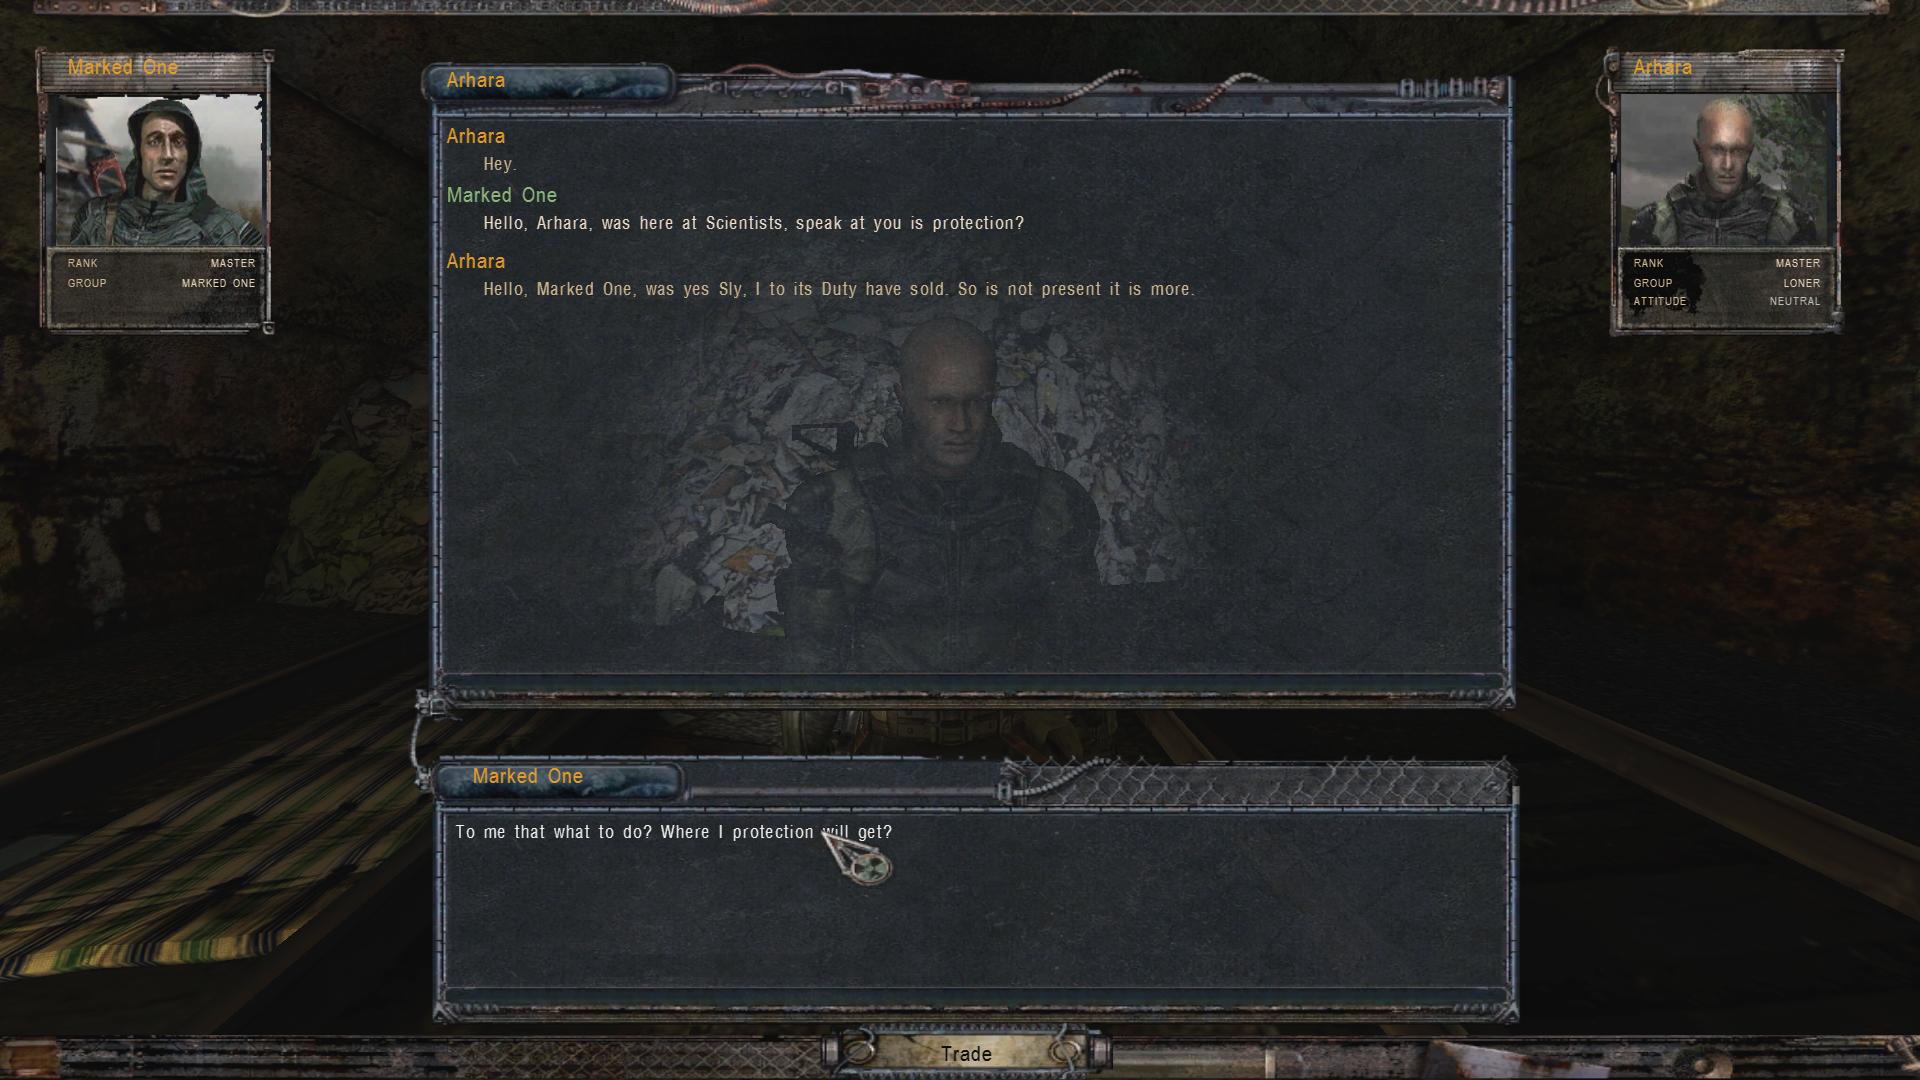 Marked One
RANK MASTER
GROUP MARKED ONE
Arhara
Arhara
Hey.
Marked One
Hello, Arhara, was here at Scientists, speak at you is protection?
Arhara
Hello, Marked One, was yes Sly, I to its Duty have sold. So is not present it is more.
Arhara
RANK MASTER
GROUP LONER
ATTITUDE NEUTRAL
Marked One
To me that what to do? Where I protection will get?
Trade